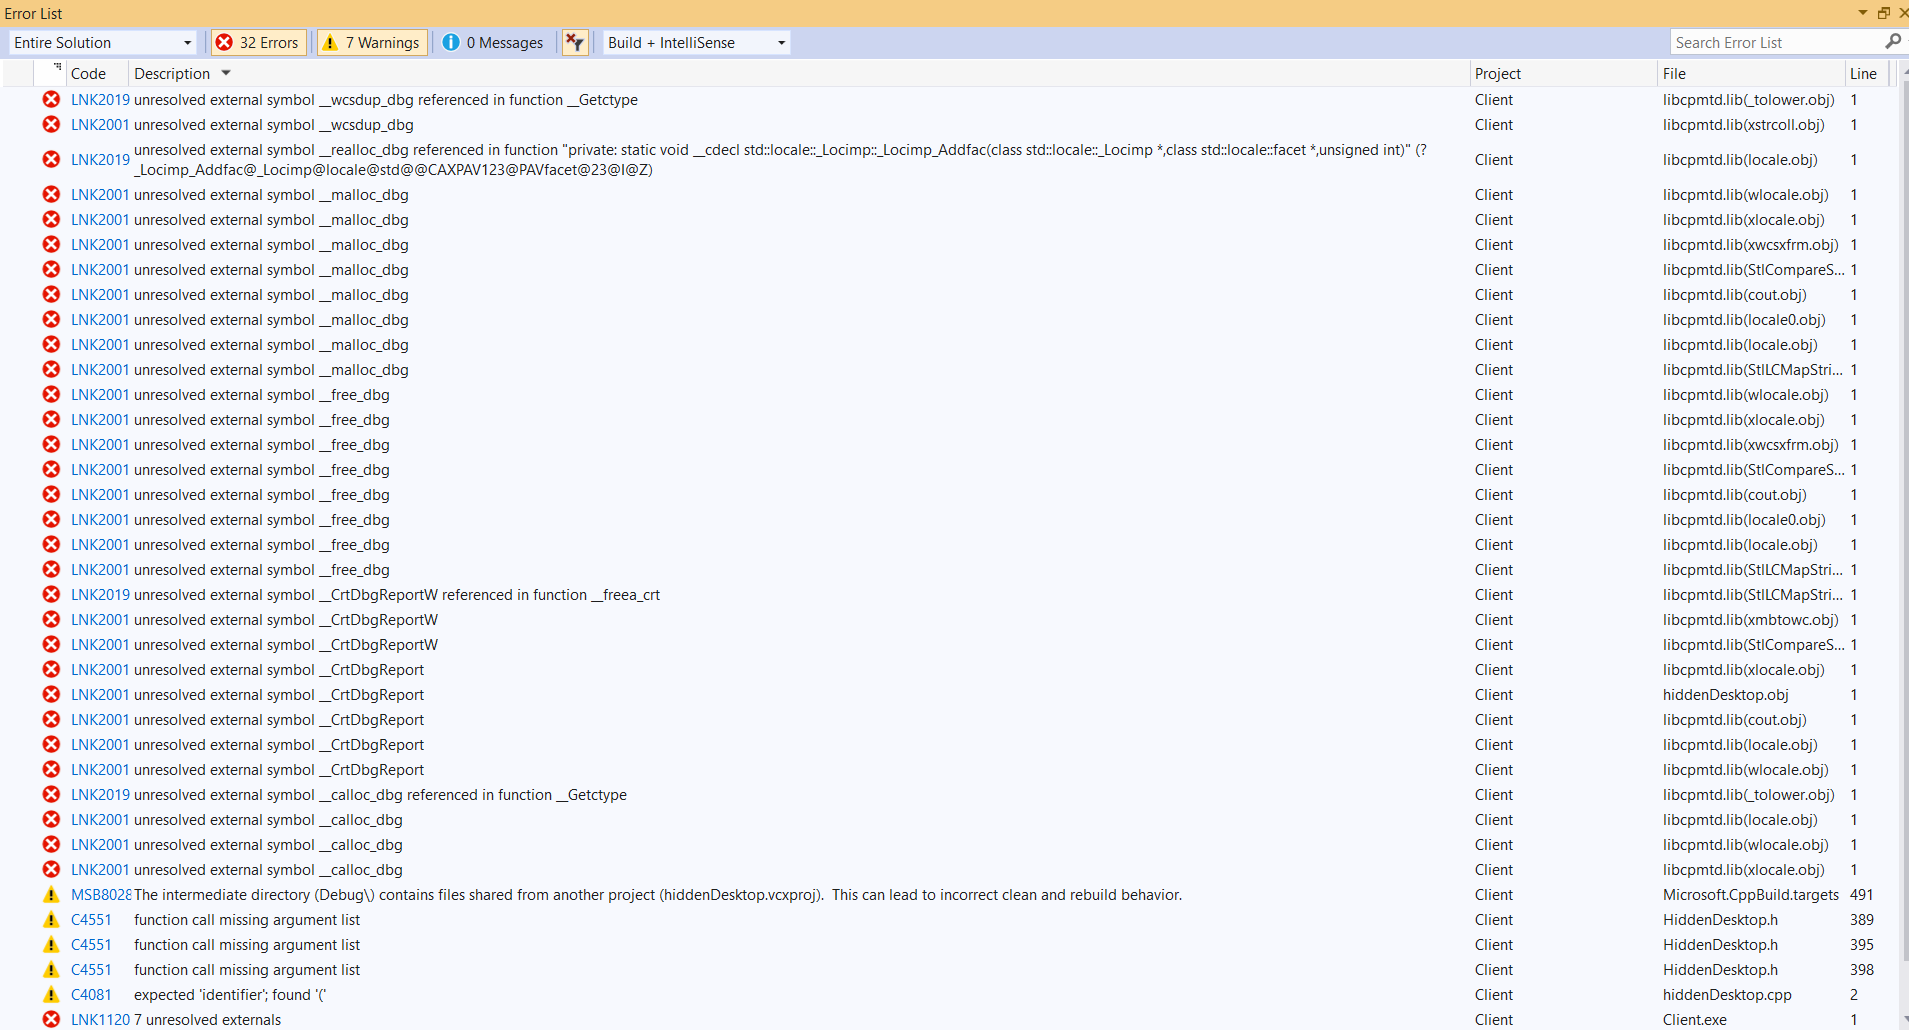 Error List
Entire Solution 32 Errors 7 Warnings 0 Messages Build + IntelliSense Search Error List
Code Description Project File Line
LNK2019 unresolved external symbol __wcsdup_dbg referenced in function __Getctype Client libcpmtd.lib(_tolower.obj) 1
LNK2001 unresolved external symbol __wcsdup_dbg Client libcpmtd.lib(xstrcoll.obj) 1
LNK2019 unresolved external symbol __realloc_dbg referenced in function "private: static void __cdecl std::locale::_Locimp::_Locimp_Addfac(class std::locale::_Locimp *,class std::locale::facet *,unsigned int)" (? Client libcpmtd.lib(locale.obj) 1
_Locimp_Addfac@_Locimp@locale@std@@CAXPAV123@PAVfacet@23@I@Z)
LNK2001 unresolved external symbol __malloc_dbg Client libcpmtd.lib(wlocale.obj) 1
LNK2001 unresolved external symbol __malloc_dbg Client libcpmtd.lib(xlocale.obj) 1
LNK2001 unresolved external symbol __malloc_dbg Client libcpmtd.lib(xwcsxfrm.obj) 1
LNK2001 unresolved external symbol __malloc_dbg Client libcpmtd.lib(StlCompareS... 1
LNK2001 unresolved external symbol __malloc_dbg Client libcpmtd.lib(cout.obj) 1
LNK2001 unresolved external symbol __malloc_dbg Client libcpmtd.lib(locale0.obj) 1
LNK2001 unresolved external symbol __malloc_dbg Client libcpmtd.lib(locale.obj) 1
LNK2001 unresolved external symbol __malloc_dbg Client libcpmtd.lib(StlLCMapStri... 1
LNK2001 unresolved external symbol __free_dbg Client libcpmtd.lib(wlocale.obj) 1
LNK2001 unresolved external symbol __free_dbg Client libcpmtd.lib(xlocale.obj) 1
LNK2001 unresolved external symbol __free_dbg Client libcpmtd.lib(xwcsxfrm.obj) 1
LNK2001 unresolved external symbol __free_dbg Client libcpmtd.lib(StlCompareS... 1
LNK2001 unresolved external symbol __free_dbg Client libcpmtd.lib(cout.obj) 1
LNK2001 unresolved external symbol __free_dbg Client libcpmtd.lib(locale0.obj) 1
LNK2001 unresolved external symbol __free_dbg Client libcpmtd.lib(locale.obj) 1
LNK2001 unresolved external symbol __free_dbg Client libcpmtd.lib(StlLCMapStri... 1
LNK2019 unresolved external symbol __CrtDbgReportW referenced in function __freea_crt Client libcpmtd.lib(StlLCMapStri... 1
LNK2001 unresolved external symbol __CrtDbgReportW Client libcpmtd.lib(xmbtowc.obj) 1
LNK2001 unresolved external symbol __CrtDbgReportW Client libcpmtd.lib(StlCompareS... 1
LNK2001 unresolved external symbol __CrtDbgReport Client libcpmtd.lib(xlocale.obj) 1
LNK2001 unresolved external symbol __CrtDbgReport Client hiddenDesktop.obj 1
LNK2001 unresolved external symbol __CrtDbgReport Client libcpmtd.lib(cout.obj) 1
LNK2001 unresolved external symbol __CrtDbgReport Client libcpmtd.lib(locale.obj) 1
LNK2001 unresolved external symbol __CrtDbgReport Client libcpmtd.lib(wlocale.obj) 1
LNK2019 unresolved external symbol __calloc_dbg referenced in function __Getctype Client libcpmtd.lib(_tolower.obj) 1
LNK2001 unresolved external symbol __calloc_dbg Client libcpmtd.lib(locale.obj) 1
LNK2001 unresolved external symbol __calloc_dbg Client libcpmtd.lib(wlocale.obj) 1
LNK2001 unresolved external symbol __calloc_dbg Client libcpmtd.lib(xlocale.obj) 1
MSB8028 The intermediate directory (Debug\) contains files shared from another project (hiddenDesktop.vcxproj). This can lead to incorrect clean and rebuild behavior. Client Microsoft.CppBuild.targets 491
C4551 function call missing argument list Client HiddenDesktop.h 389
C4551 function call missing argument list Client HiddenDesktop.h 395
C4551 function call missing argument list Client HiddenDesktop.h 398
C4081 expected 'identifier'; found '(' Client hiddenDesktop.cpp 2
LNK1120 7 unresolved externals Client Client.exe 1